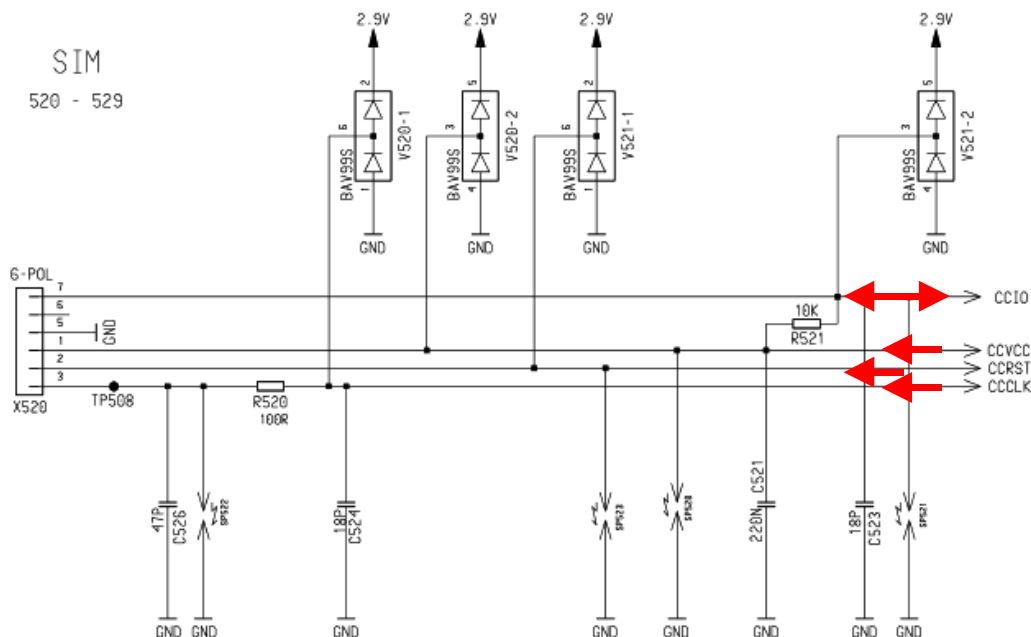 2.9V 2.9V 2.9V 2.9V
SIM
520 - 529
2 5 2 5
6 3 6 3
BAV99S V520-1 BAV99S V520-2 BAV99S V521-1 BAV99S V521-2
1 4 1 4
GND GND GND GND
6-POL
7 CCIO
6
5 GND
10K
R521
1 CCVCC
2 CCRST
3 CCCLK
X520 TP508 R520
100R
47P C526 SP522 18P C524 SP523 SP520 220N C521 18P C523 SP521
GND GND GND GND GND GND GND GND